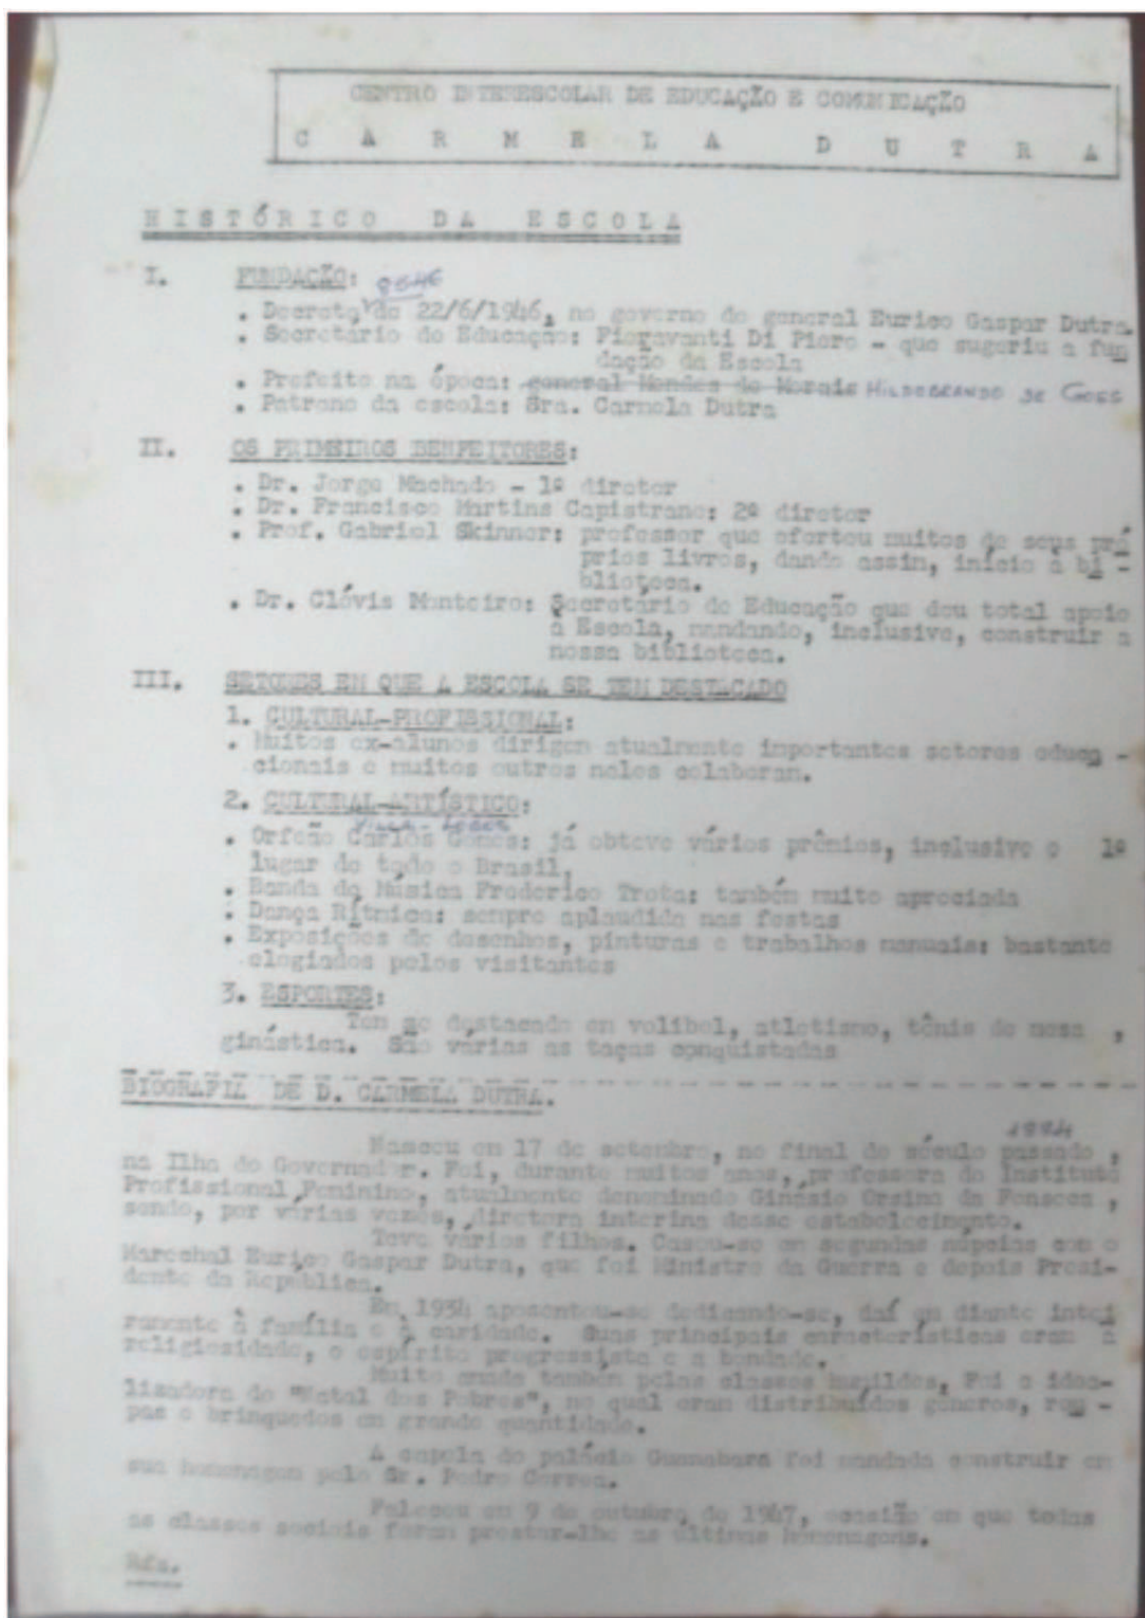 CENTRO INTERESCOLAR DE EDUCAÇÃO E COMUNICAÇÃO
C A R M E L A D U T R A
HISTÓRICO DA ESCOLA
I. FUNDAÇÃO: 8546
. Decreto de 22/6/1946, no governo do general Eurico Gaspar Dutra.
. Secretário de Educação: Fioravanti Di Piero - que sugeriu a fun
dação da Escola
. Prefeito na época: general Mendes de Morais HILDEBRANDO DE GOES
. Patrono da escola: Sra. Carmela Dutra
II. OS PRIMEIROS BENFEITORES:
. Dr. Jorge Machado - 1º diretor
. Dr. Francisco Martins Capistrano: 2º diretor
. Prof. Gabriel Skinner: professor que ofertou muitos de seus pró
prios livros, dando assim, início à bi -
blioteca.
. Dr. Clóvis Monteiro: Secretário de Educação que deu total apoio
à Escola, mandando, inclusive, construir a
nossa biblioteca.
III. SETORES EM QUE A ESCOLA SE TEM DESTACADO
1. CULTURAL-PROFISSIONAL:
. Muitos ex-alunos dirigem atualmente importantes setores educa -
cionais e muitos outros neles colaboram.
2. CULTURAL-ARTÍSTICO:
VILLA-LOBOS
. Orfeão Carlos Gomes: já obteve vários prêmios, inclusive o 1º
lugar de todo o Brasil.
. Banda de Música Frederico Trota: também muito apreciada
. Dança Rítmica: sempre aplaudida nas festas
. Exposições de desenhos, pinturas e trabalhos manuais: bastante
elogiados pelos visitantes
3. ESPORTES:
Tem se destacado em volibol, atletismo, tênis de mesa ,
ginástica. São várias as taças conquistadas
BIOGRAFIA DE D. CARMELA DUTRA.
1884
Nasceu em 17 de setembro, no final do século passado ,
na Ilha do Governador. Foi, durante muitos anos, professora do Instituto
Profissional Feminino, atualmente denominado Ginásio Orsina da Fonseca ,
sendo, por várias vezes, diretora interina desse estabelecimento.
Teve vários filhos. Casou-se em segundas núpcias com o
Marechal Eurico Gaspar Dutra, que foi Ministro da Guerra e depois Presi-
dente da República.
Em 1934 aposentou-se dedicando-se, daí em diante intei
ramente à família e à caridade. Suas principais características eram a
religiosidade, o espírito progressista e a bondade.
Muito amada também pelas classes humildes, Foi a idea-
lizadora do "Natal dos Pobres", no qual eram distribuídos gêneros, rou -
pas e brinquedos em grande quantidade.
A capela do palácio Guanabara foi mandada construir em
sua homenagem pelo Sr. Pedro Correa.
Faleceu em 9 de outubro de 1947, ocasião em que todas
as classes sociais foram prestar-lhe as últimas homenagens.